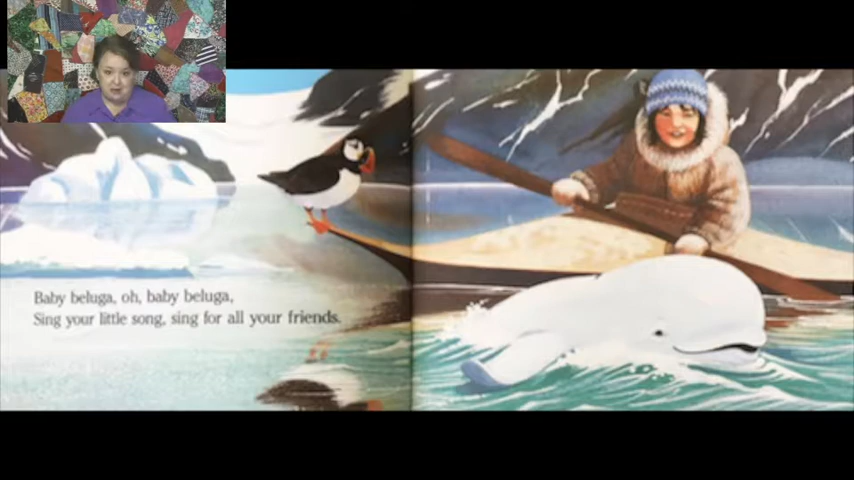 Baby beluga, oh, baby beluga,
Sing your little song, sing for all your friends.